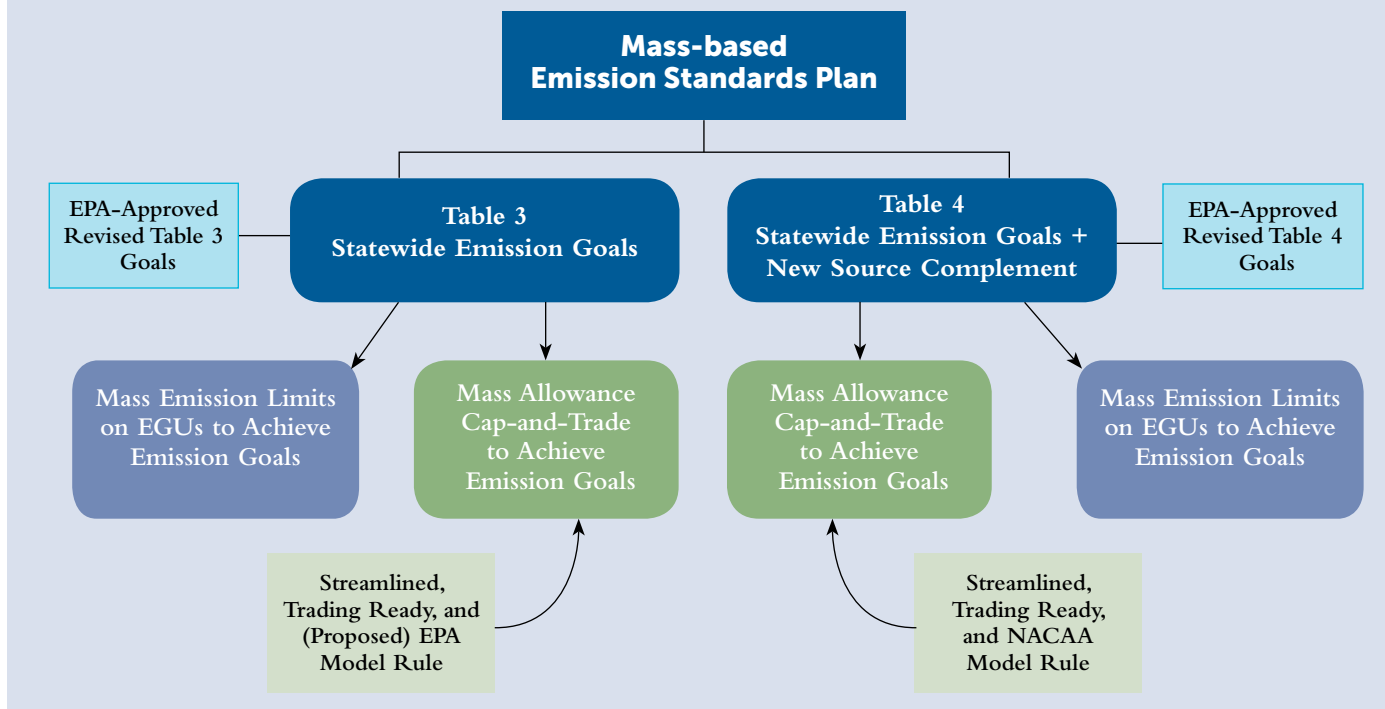 Mass-based
Emission Standards Plan
EPA-Approved
Revised Table 3
Goals
Table 3
Statewide Emission Goals
Table 4
Statewide Emission Goals +
New Source Complement
EPA-Approved
Revised Table 4
Goals
Mass Emission Limits
on EGUs to Achieve
Emission Goals
Mass Allowance
Cap-and-Trade
to Achieve
Emission Goals
Mass Allowance
Cap-and-Trade
to Achieve
Emission Goals
Mass Emission Limits
on EGUs to Achieve
Emission Goals
Streamlined,
Trading Ready, and
(Proposed) EPA
Model Rule
Streamlined,
Trading Ready,
and NACAA
Model Rule